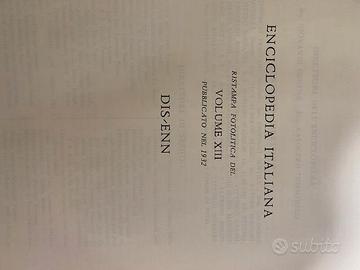 ENCICLOPEDIA ITALIANA
RISTAMPA FOTOLITICA DEL
VOLUME XIII
PUBBLICATO NEL 1932
DIS-ENN
subito